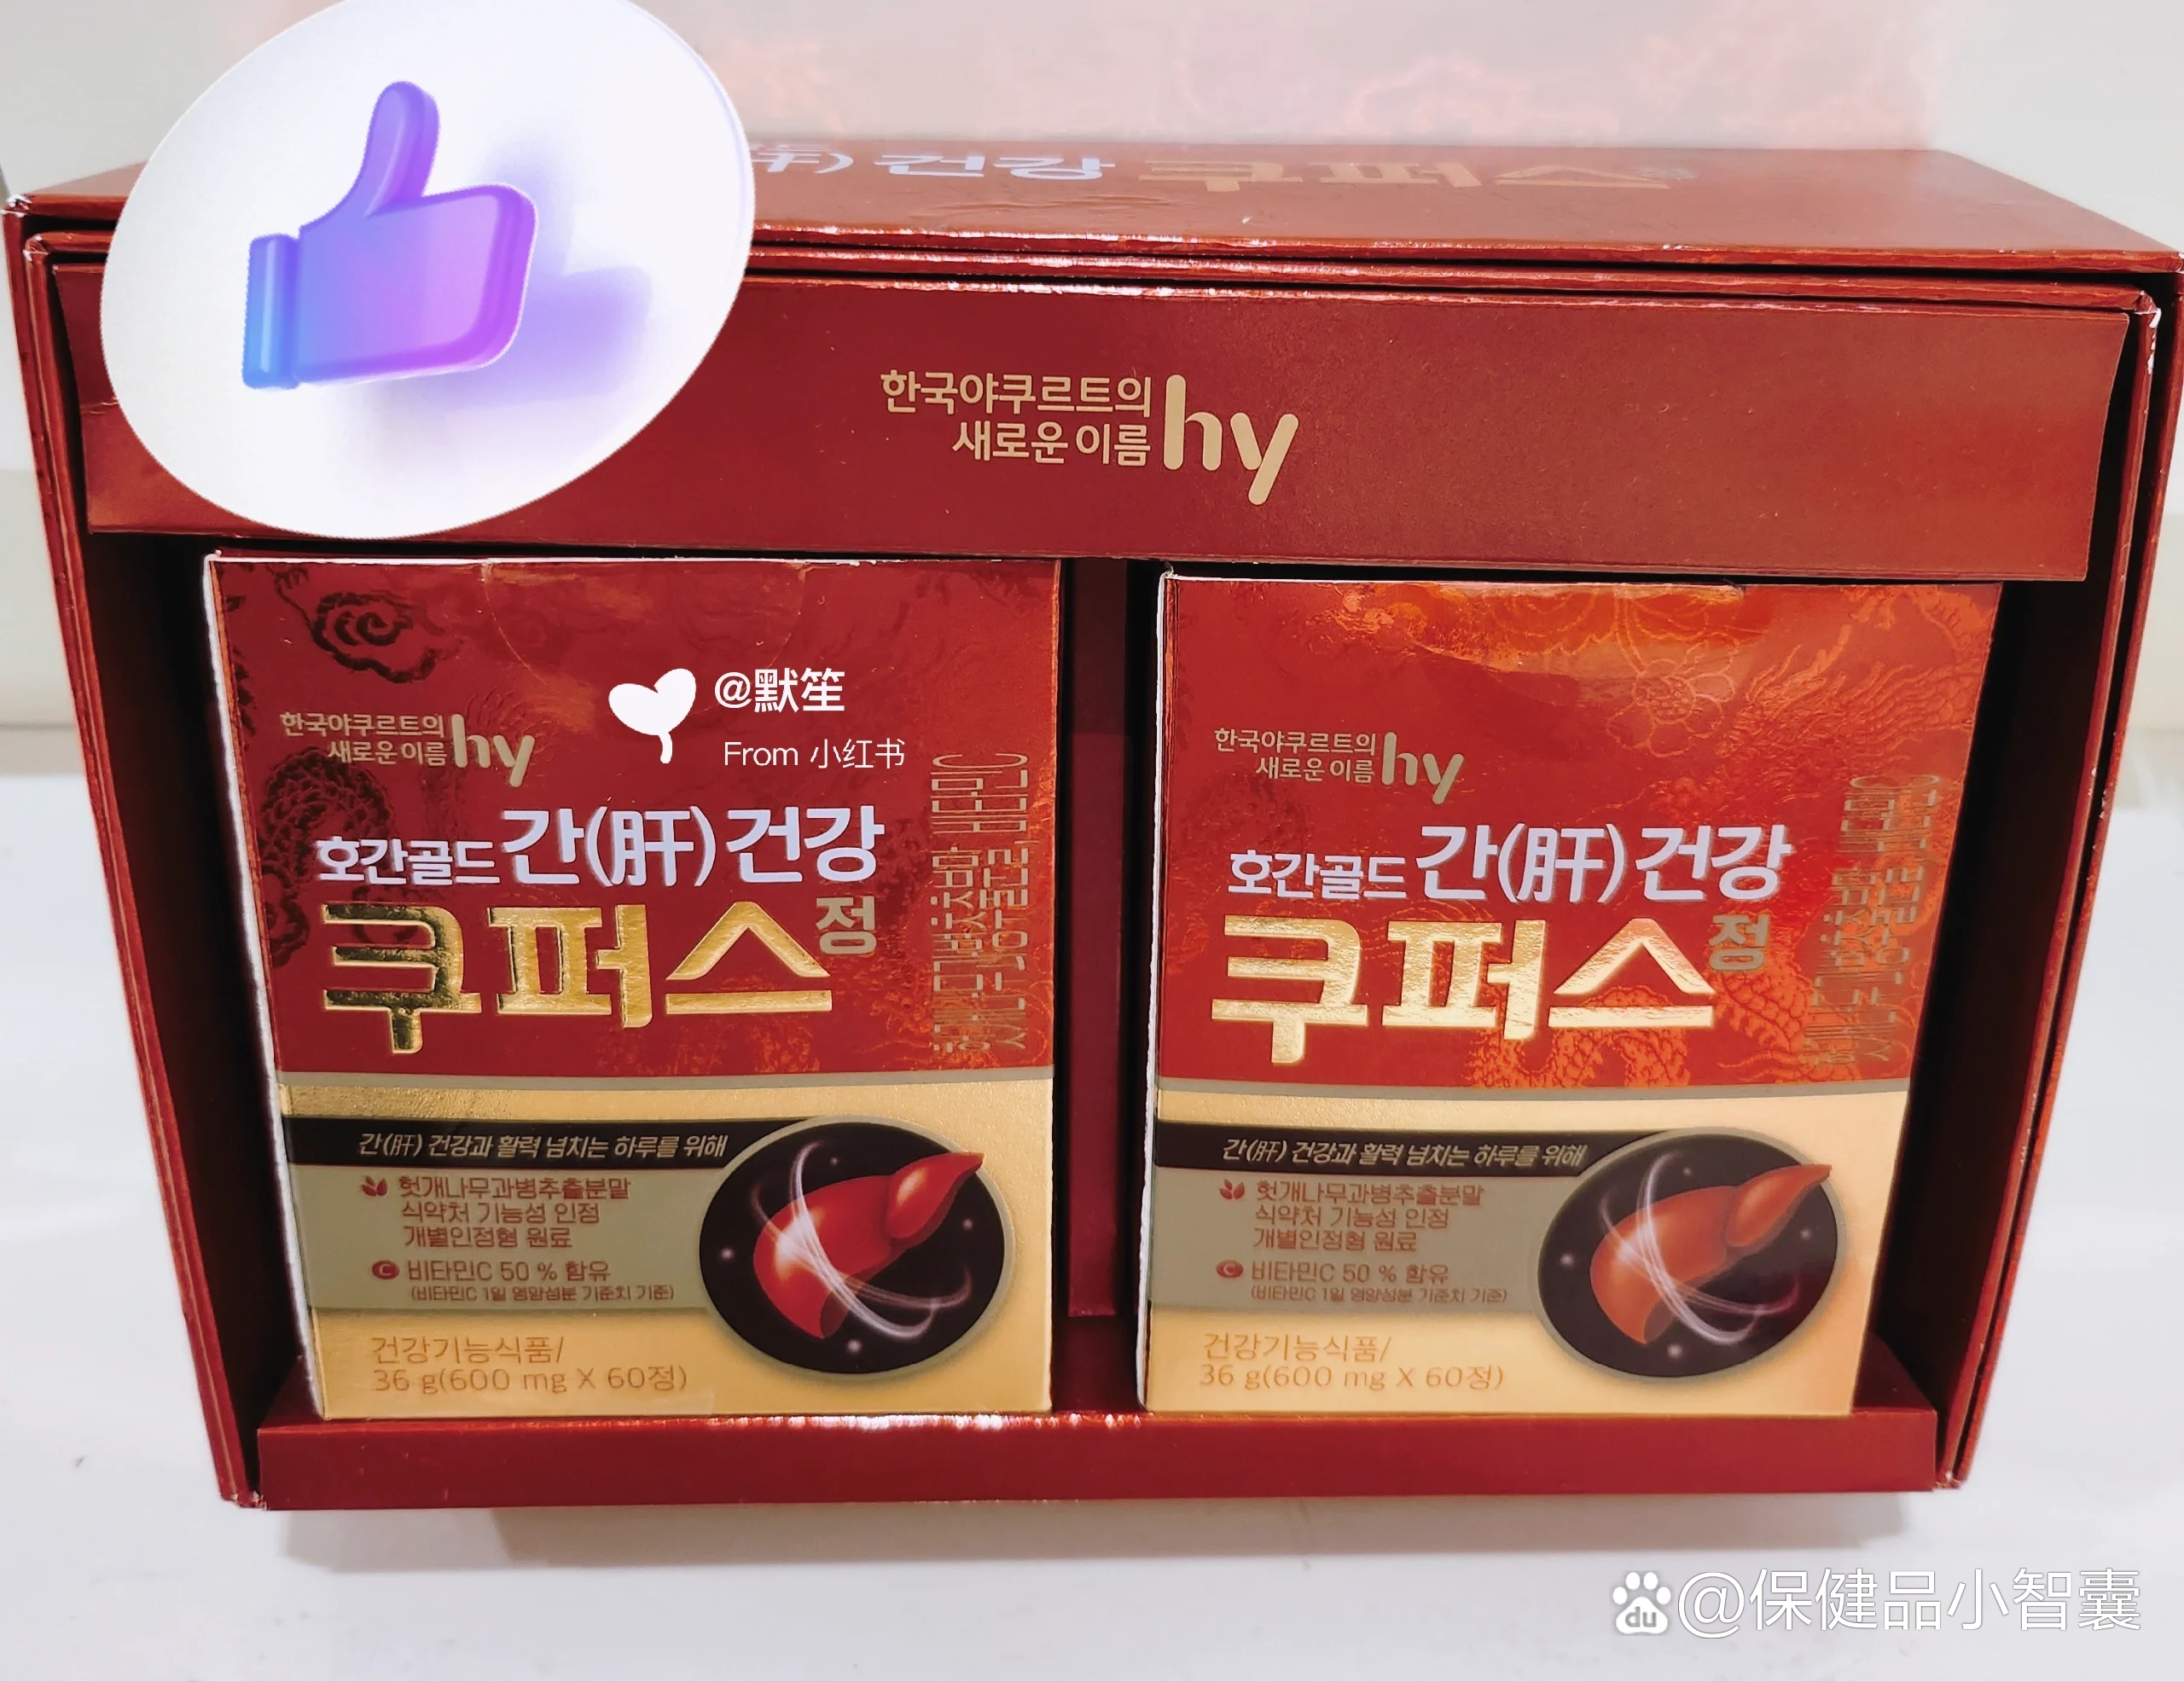 건강 쿠퍼스
한국야쿠르트의
새로운 이름 hy
@默笙
From 小红书
한국야쿠르트의
새로운 이름 hy
호간골드 간(肝) 건강
쿠퍼스 정
간(肝) 건강과 활력 넘치는 하루를 위해
헛개나무과병추출분말
식약처 기능성 인정
개별인정형 원료
C 비타민C 50 % 함유
(비타민C 1일 영양성분 기준치 기준)
건강기능식품/
36 g(600 mg X 60정)
한국야쿠르트의
새로운 이름 hy
호간골드 간(肝) 건강
쿠퍼스 정
간(肝) 건강과 활력 넘치는 하루를 위해
헛개나무과병추출분말
식약처 기능성 인정
개별인정형 원료
C 비타민C 50 % 함유
(비타민C 1일 영양성분 기준치 기준)
건강기능식품/
36 g(600 mg X 60정)
du @保健品小智囊